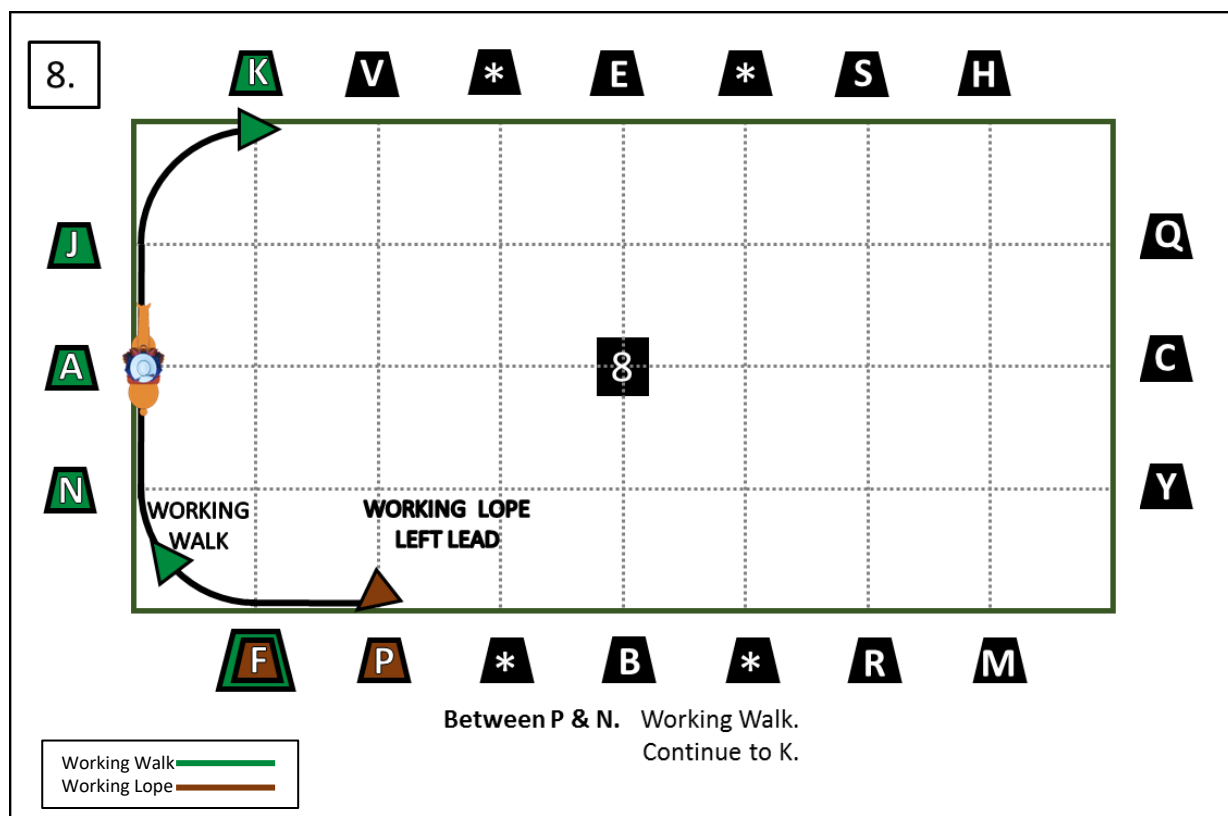 8.
K V * E * S H
J
Q
A
8
C
N
Y
WORKING
WALK
WORKING LOPE
LEFT LEAD
F P * B * R M
Between P & N. Working Walk.
Continue to K.
Working Walk
Working Lope